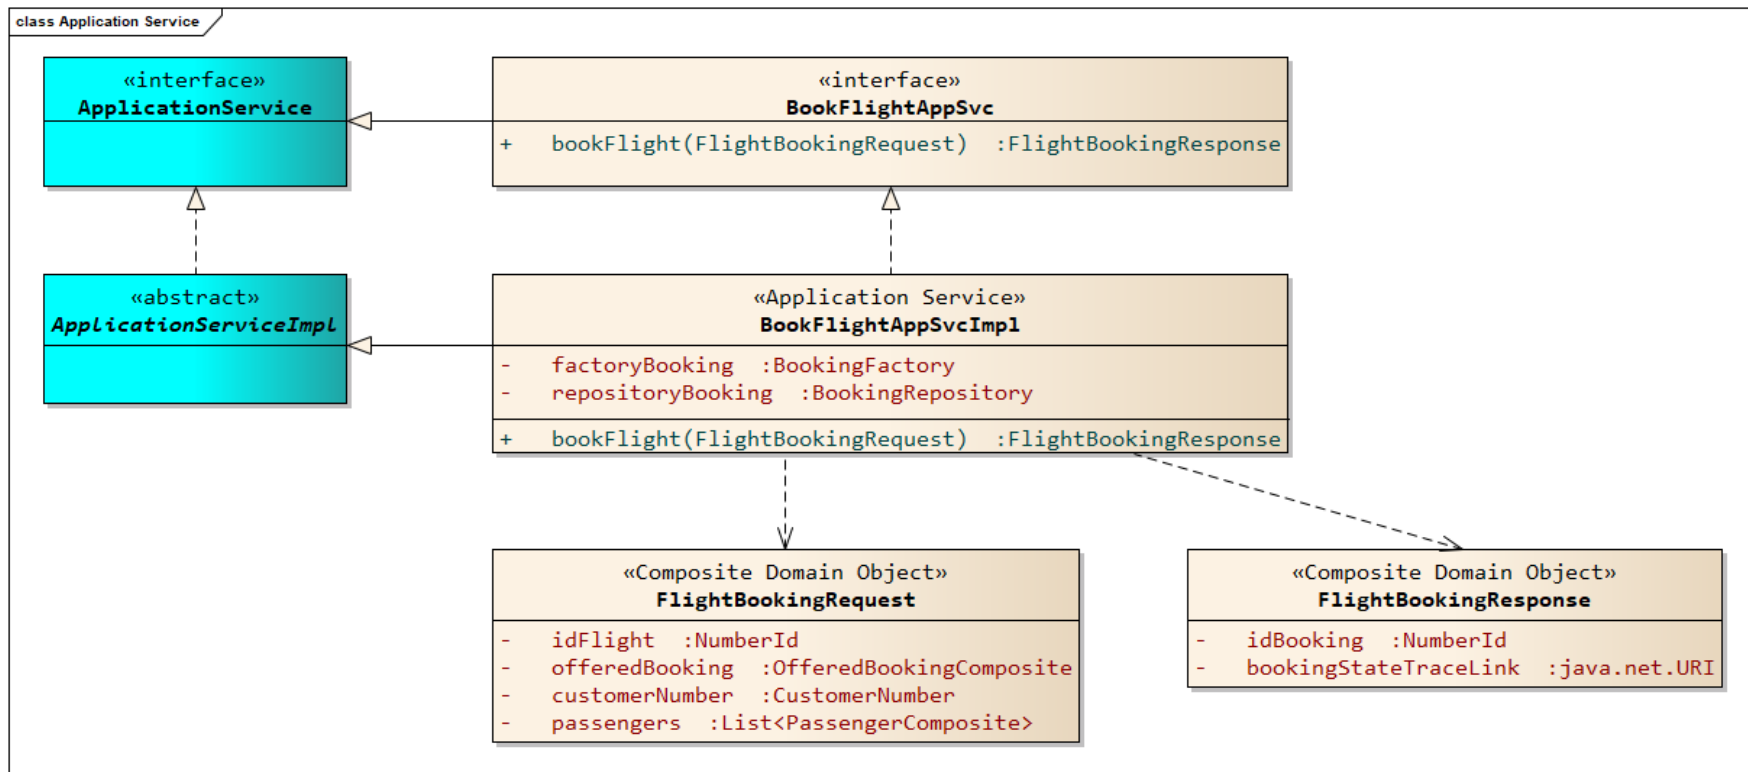 class Application Service
«interface»
ApplicationService
«interface»
BookFlightAppSvc
+ bookFlight(FlightBookingRequest) :FlightBookingResponse
«abstract»
ApplicationServiceImpl
«Application Service»
BookFlightAppSvcImpl
- factoryBooking :BookingFactory
- repositoryBooking :BookingRepository
+ bookFlight(FlightBookingRequest) :FlightBookingResponse
«Composite Domain Object»
FlightBookingRequest
- idFlight :NumberId
- offeredBooking :OfferedBookingComposite
- customerNumber :CustomerNumber
- passengers :List<PassengerComposite>
«Composite Domain Object»
FlightBookingResponse
- idBooking :NumberId
- bookingStateTraceLink :java.net.URI